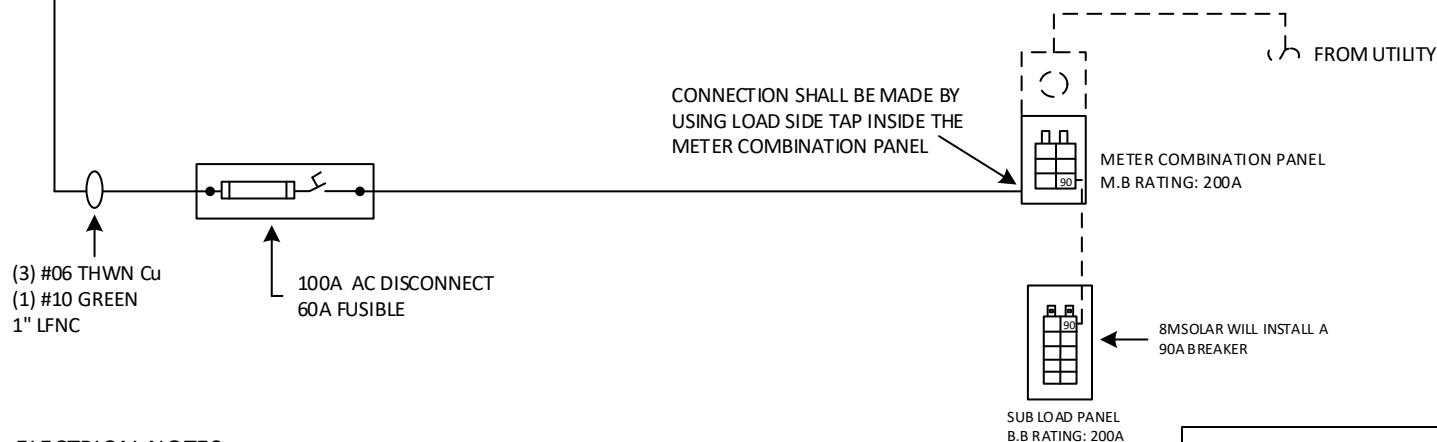 FROM UTILITY
CONNECTION SHALL BE MADE BY
USING LOAD SIDE TAP INSIDE THE
METER COMBINATION PANEL
METER COMBINATION PANEL
M.B RATING: 200A
90
(3) #06 THWN Cu
(1) #10 GREEN
1" LFNC
100A AC DISCONNECT
60A FUSIBLE
90
8MSOLAR WILL INSTALL A
90A BREAKER
SUB LOAD PANEL
B.B RATING: 200A
ELECTRICAL NOTES